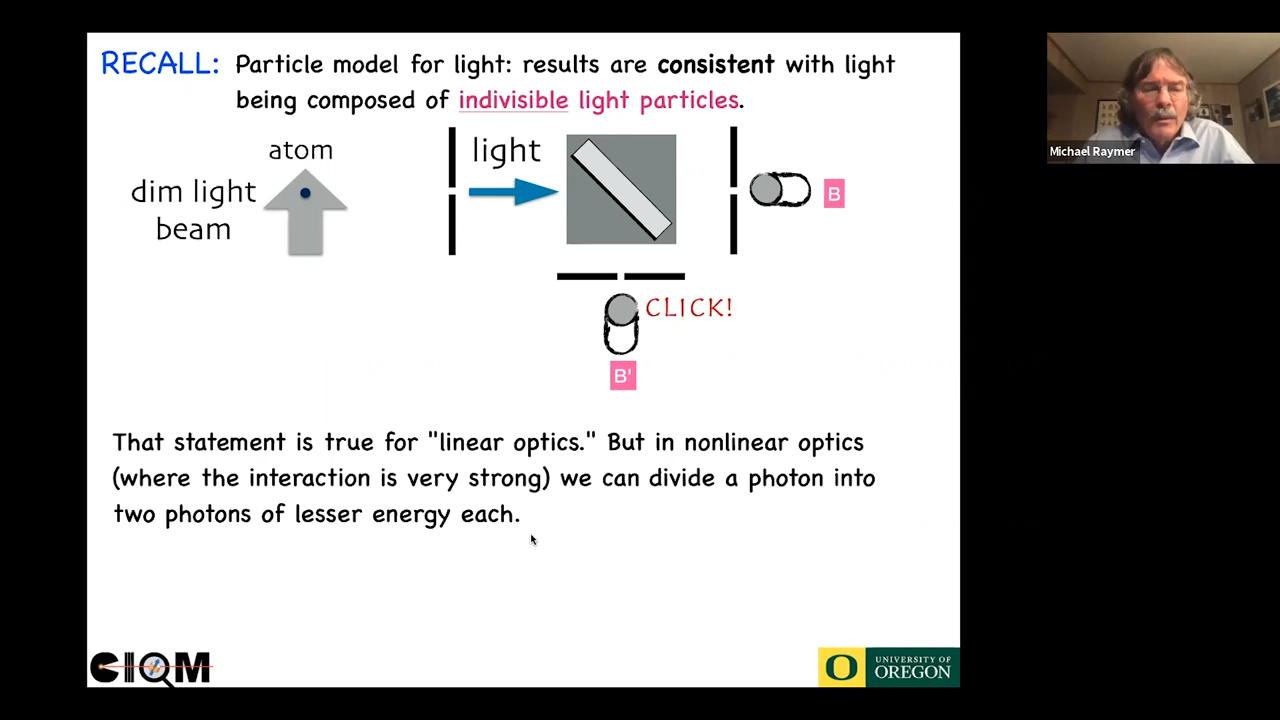 RECALL: Particle model for light: results are consistent with light
being composed of indivisible light particles.
atom
dim light
beam
light
B
CLICK!
B'
That statement is true for "linear optics." But in nonlinear optics
(where the interaction is very strong) we can divide a photon into
two photons of lesser energy each.
CIQM
O
UNIVERSITY OF
OREGON
Michael Raymer